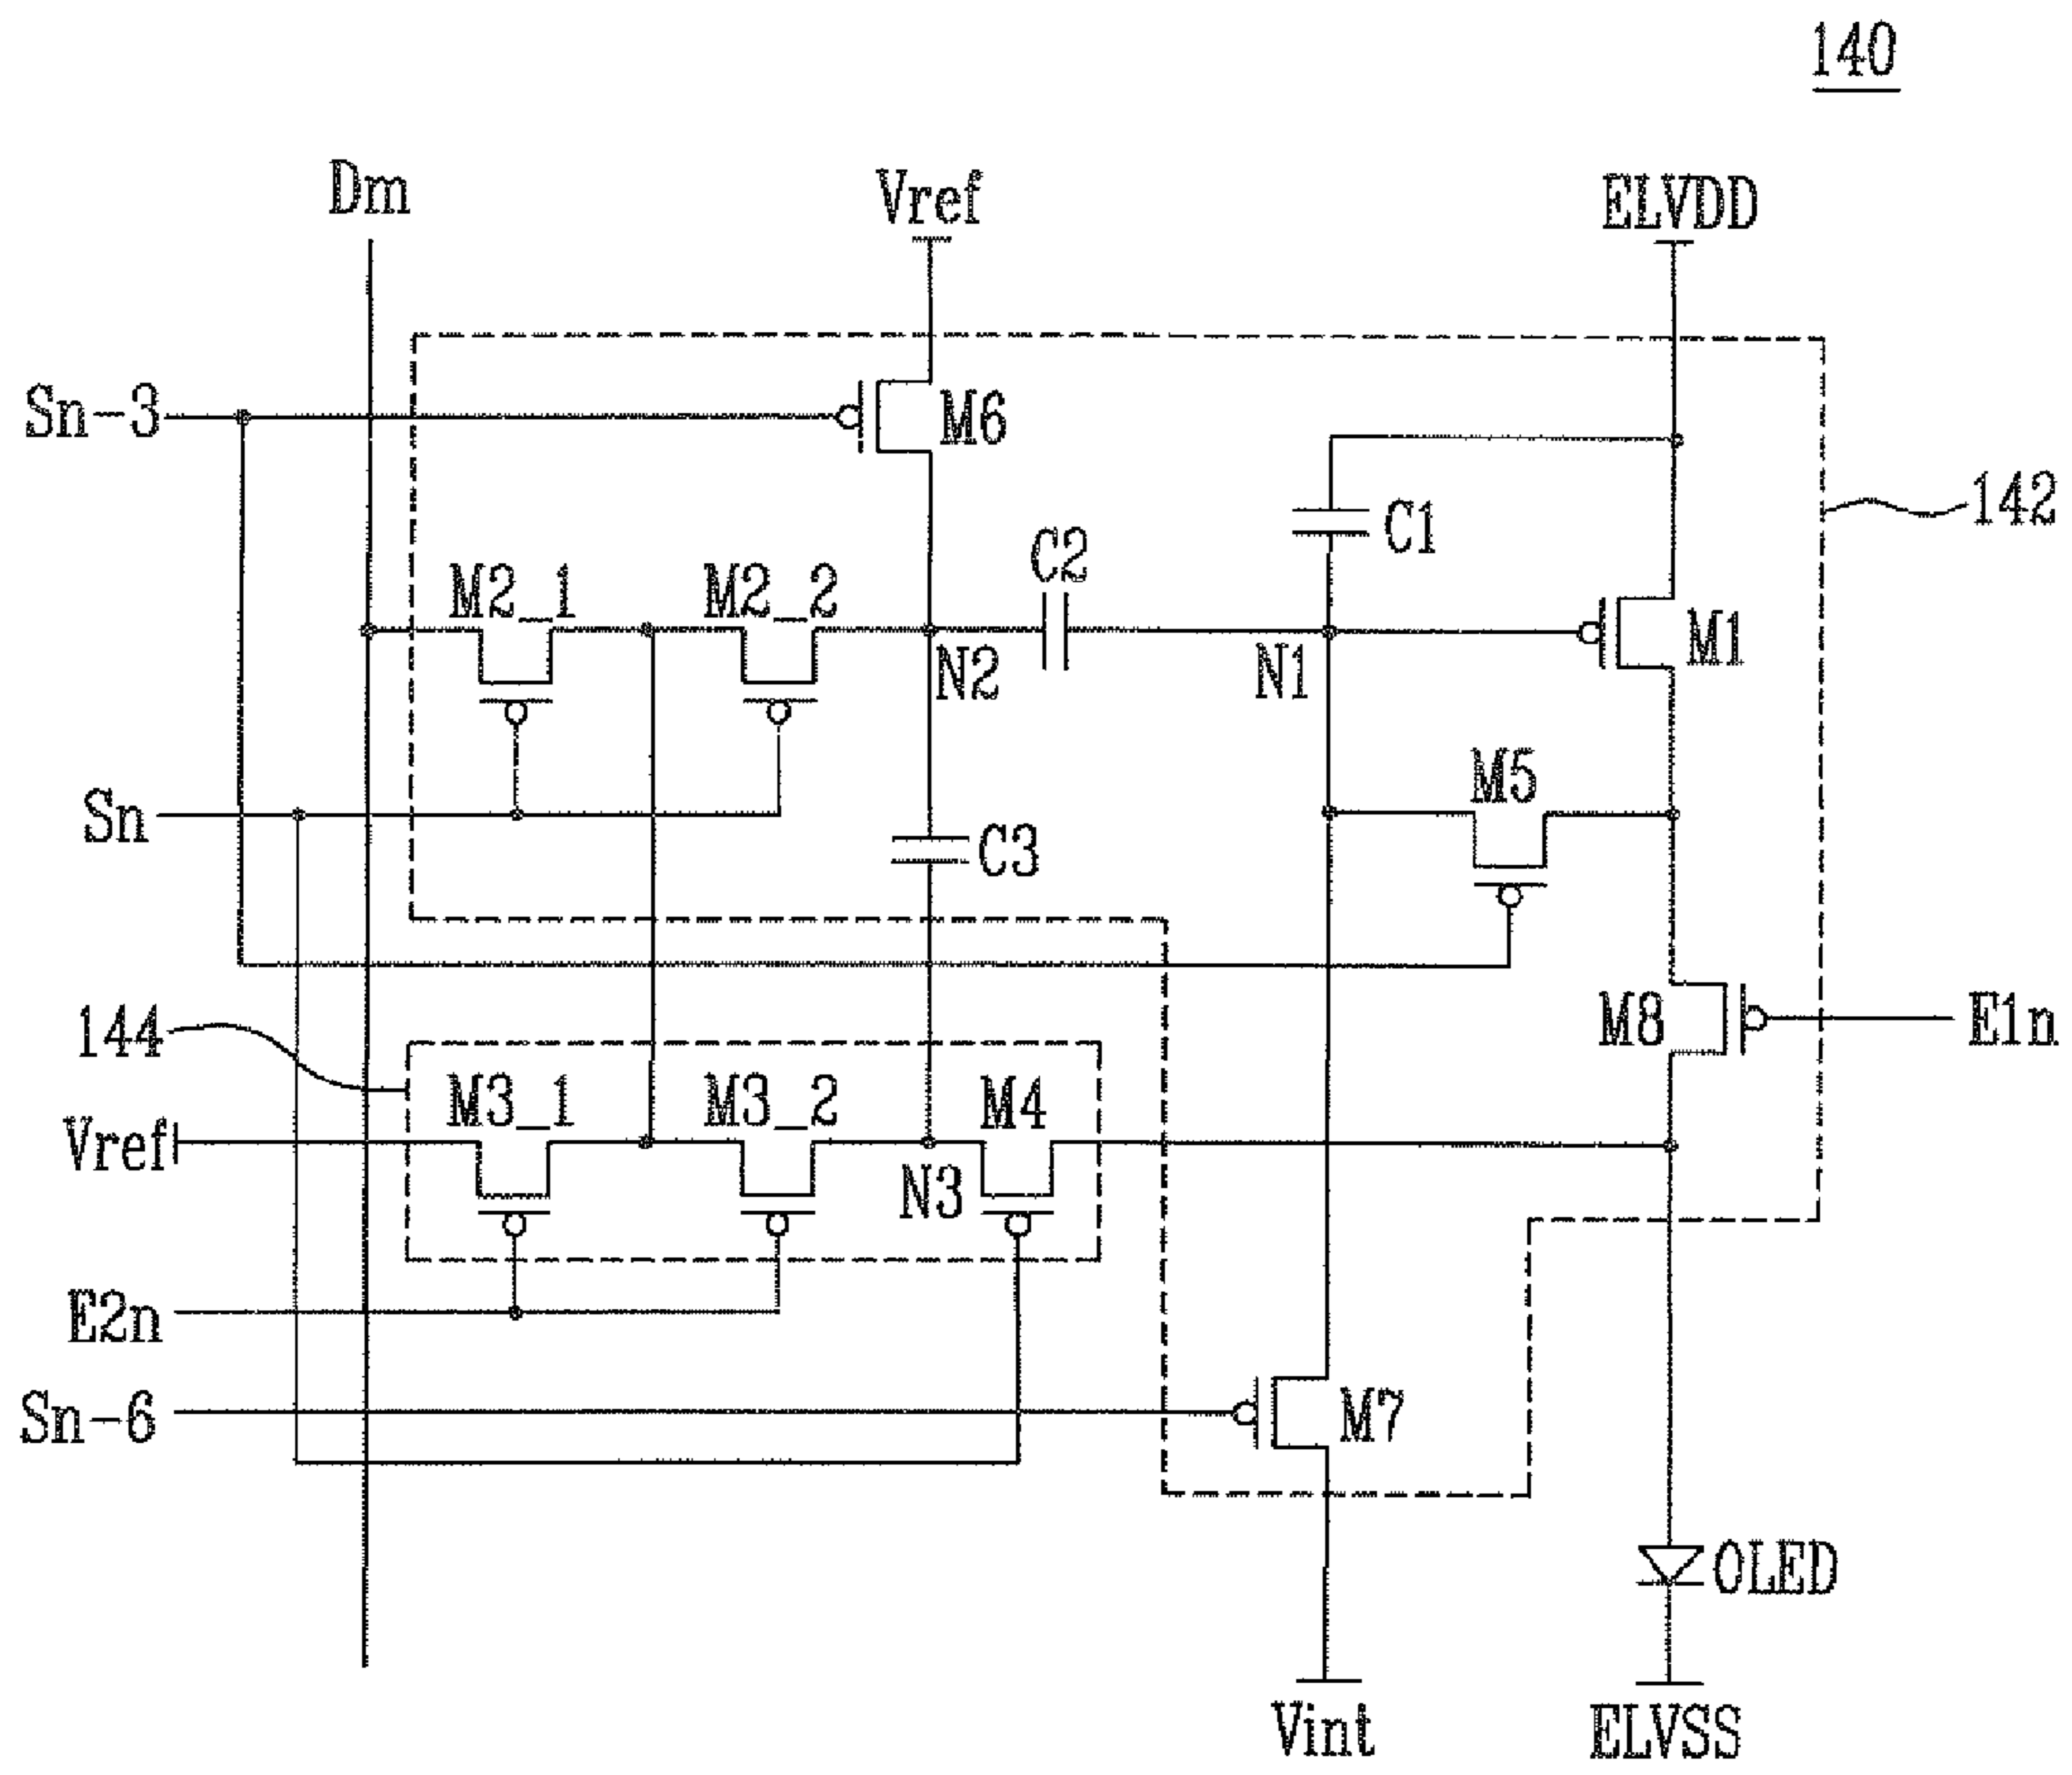 140
Dm
Vref
ELVDD
Sn-3
M6
142
C1
C2
M2_1
M2_2
M1
N2
N1
M5
Sn
C3
M8
E1n
144
M3_1
M3_2
M4
Vref
N3
E2n
Sn-6
M7
OLED
Vint
ELVSS